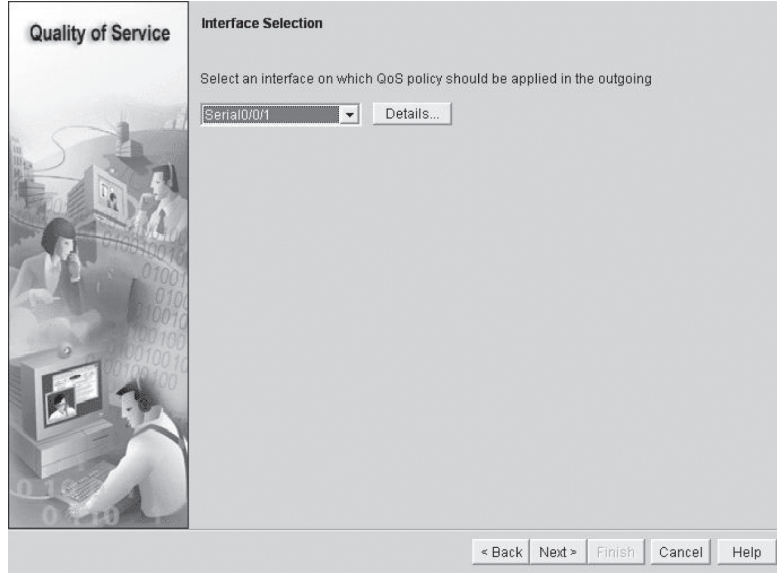 Quality of Service
Interface Selection
Select an interface on which QoS policy should be applied in the outgoing
Serial0/0/1
Details...
< Back
Next >
Finish
Cancel
Help